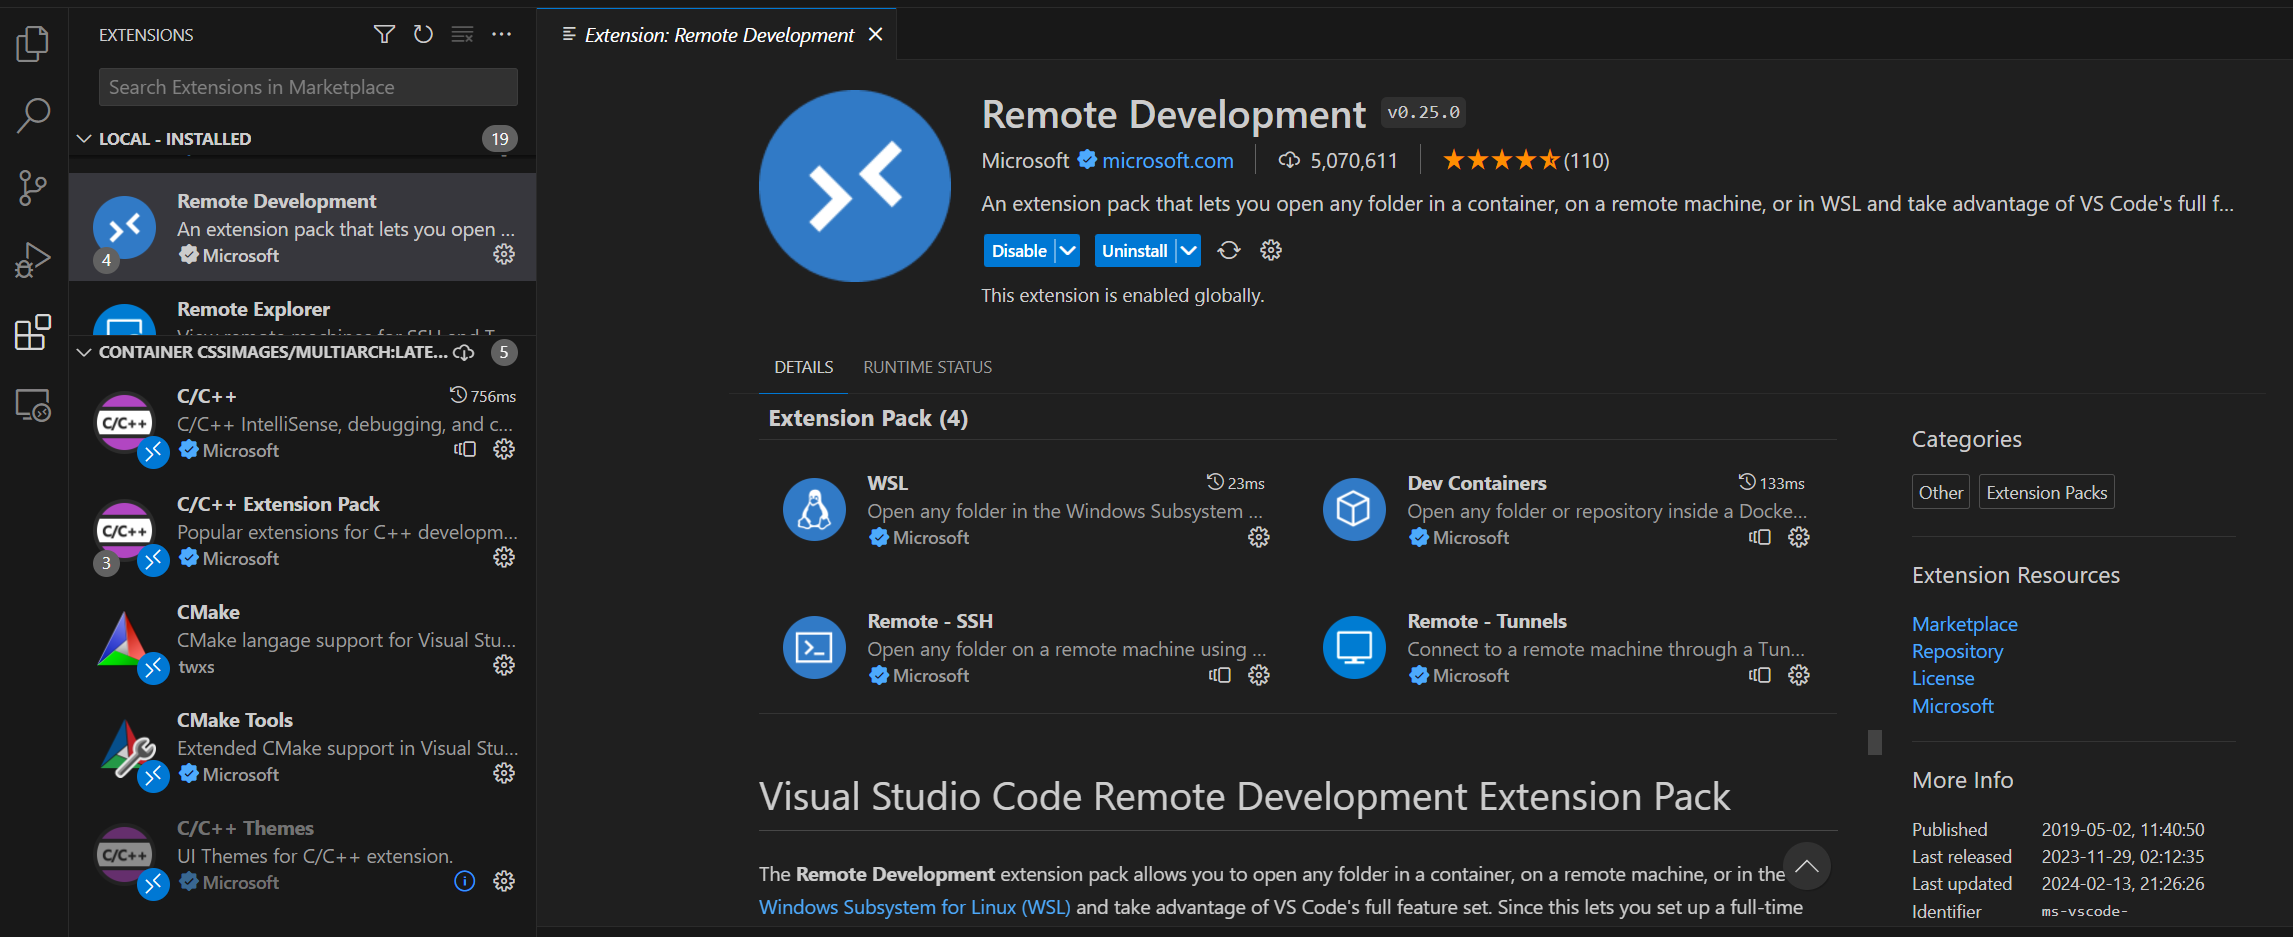 EXTENSIONS
Search Extensions in Marketplace
LOCAL - INSTALLED 19
Remote Development
An extension pack that lets you open ...
4 Microsoft
Remote Explorer
View remote machines for SSH and T...
CONTAINER CSSIMAGES/MULTIARCH:LATE... 5
C/C++ 756ms
C/C++
C/C++ IntelliSense, debugging, and c...
Microsoft
C/C++ Extension Pack
C/C++
Popular extensions for C++ developm...
3 Microsoft
CMake
CMake langage support for Visual Stu...
twxs
CMake Tools
Extended CMake support in Visual Stu...
Microsoft
C/C++ Themes
C/C++
UI Themes for C/C++ extension.
Microsoft
Extension: Remote Development
Remote Development v0.25.0
Microsoft microsoft.com 5,070,611 (110)
An extension pack that lets you open any folder in a container, on a remote machine, or in WSL and take advantage of VS Code's full f...
Disable Uninstall
This extension is enabled globally.
DETAILS RUNTIME STATUS
Extension Pack (4)
WSL 23ms
Open any folder in the Windows Subsystem ...
Microsoft
Dev Containers 133ms
Open any folder or repository inside a Docke...
Microsoft
Remote - SSH
Open any folder on a remote machine using ...
Microsoft
Remote - Tunnels
Connect to a remote machine through a Tun...
Microsoft
Visual Studio Code Remote Development Extension Pack
The Remote Development extension pack allows you to open any folder in a container, on a remote machine, or in the
Windows Subsystem for Linux (WSL) and take advantage of VS Code's full feature set. Since this lets you set up a full-time
Categories
Other Extension Packs
Extension Resources
Marketplace
Repository
License
Microsoft
More Info
Published 2019-05-02, 11:40:50
Last released 2023-11-29, 02:12:35
Last updated 2024-02-13, 21:26:26
Identifier ms-vscode-